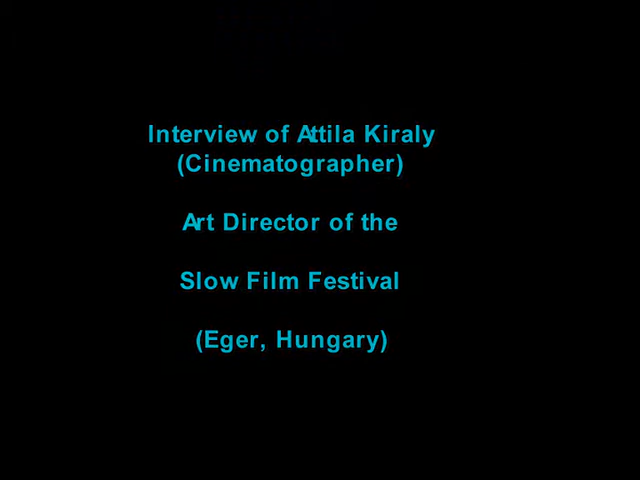 Interview of Attila Kiraly
(Cinematographer)
Art Director of the
Slow Film Festival
(Eger, Hungary)